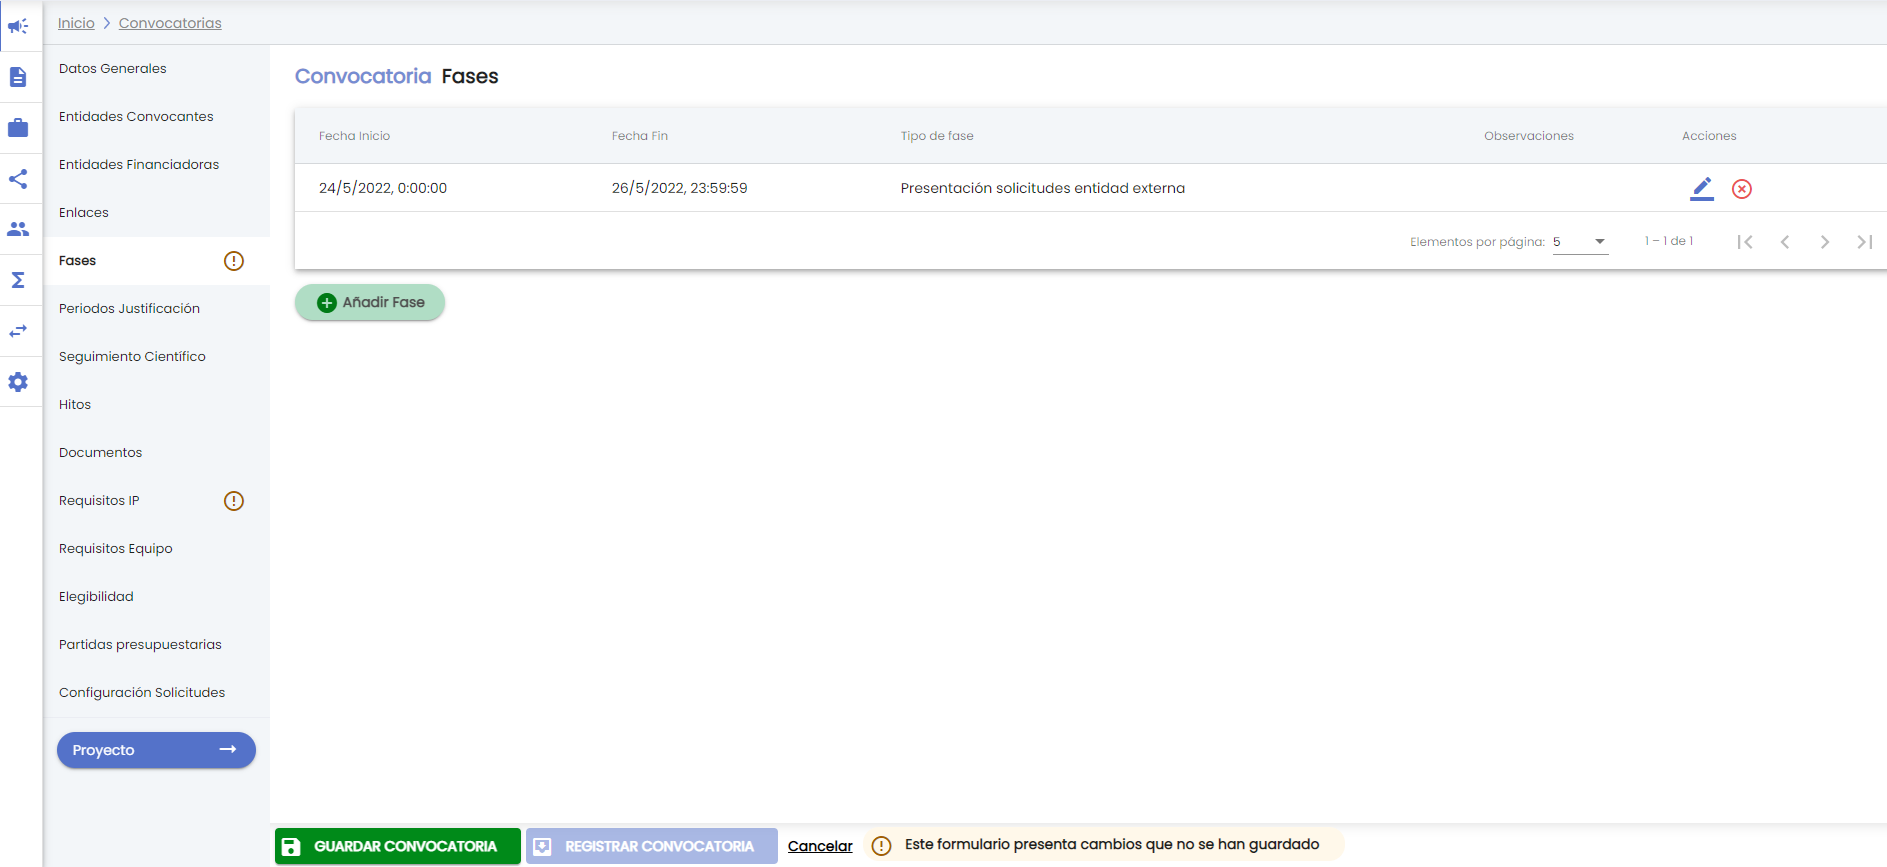 Inicio > Convocatorias
Datos Generales
Entidades Convocantes
Entidades Financiadoras
Enlaces
Fases
Periodos Justificación
Seguimiento Científico
Hitos
Documentos
Requisitos IP
Requisitos Equipo
Elegibilidad
Partidas presupuestarias
Configuración Solicitudes
Proyecto
Convocatoria Fases
Fecha Inicio Fecha Fin Tipo de fase Observaciones Acciones
24/5/2022, 0:00:00 26/5/2022, 23:59:59 Presentación solicitudes entidad externa
Elementos por página: 5 1 – 1 de 1
Añadir Fase
GUARDAR CONVOCATORIA REGISTRAR CONVOCATORIA Cancelar Este formulario presenta cambios que no se han guardado